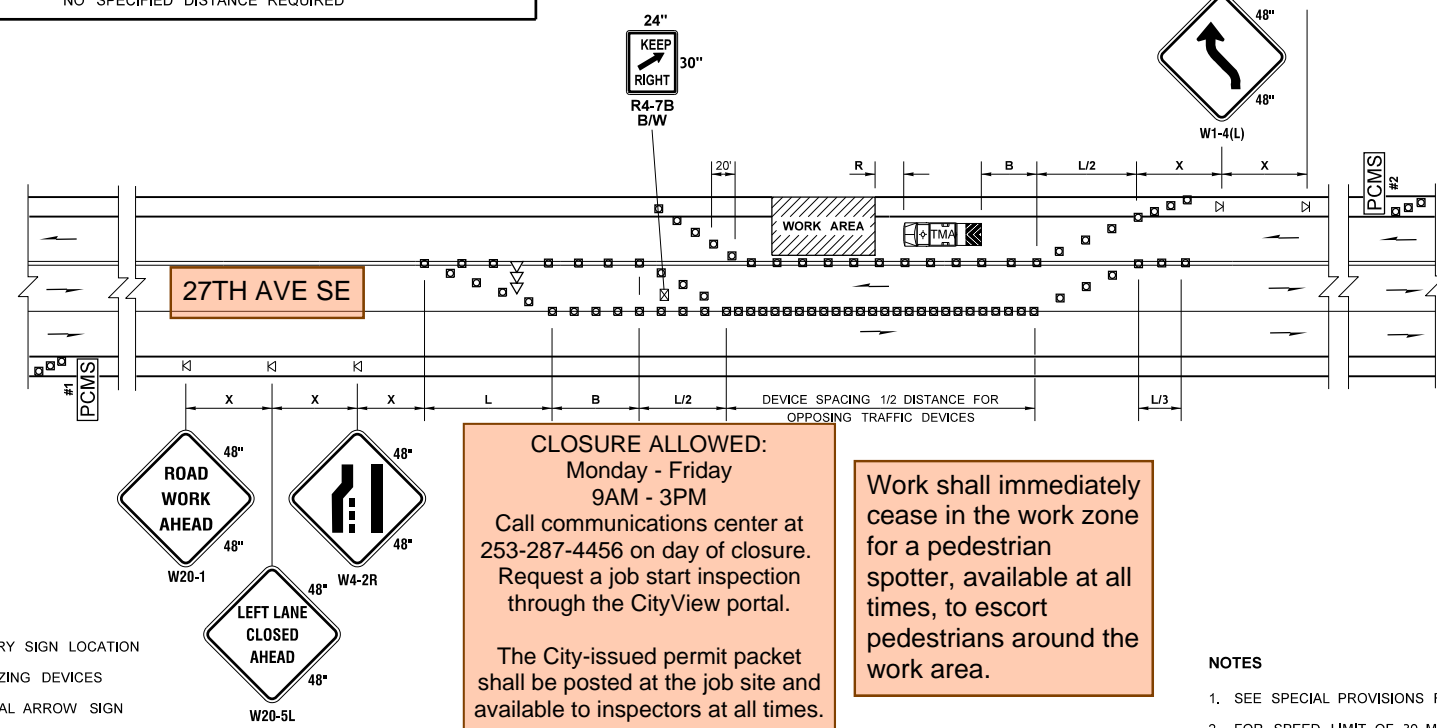 NO SPECIFIED DISTANCE REQUIRED
24"
KEEP
RIGHT
30"
R4-7B
B/W
48"
48"
W1-4(L)
20'
R
B
L/2
X
X
PCMS
#2
WORK AREA
TMA
27TH AVE SE
#1
PCMS
X
X
X
L
B
L/2
DEVICE SPACING 1/2 DISTANCE FOR
OPPOSING TRAFFIC DEVICES
L/3
ROAD
WORK
AHEAD
48"
48"
W20-1
48"
48"
W4-2R
LEFT LANE
CLOSED
AHEAD
48"
48"
W20-5L
CLOSURE ALLOWED:
Monday - Friday
9AM - 3PM
Call communications center at
253-287-4456 on day of closure.
Request a job start inspection
through the CityView portal.
The City-issued permit packet
shall be posted at the job site and
available to inspectors at all times.
Work shall immediately
cease in the work zone
for a pedestrian
spotter, available at all
times, to escort
pedestrians around the
work area.
RY SIGN LOCATION
ZING DEVICES
AL ARROW SIGN
NOTES
1. SEE SPECIAL PROVISIONS
2. FOR SPEED LIMIT OF 30